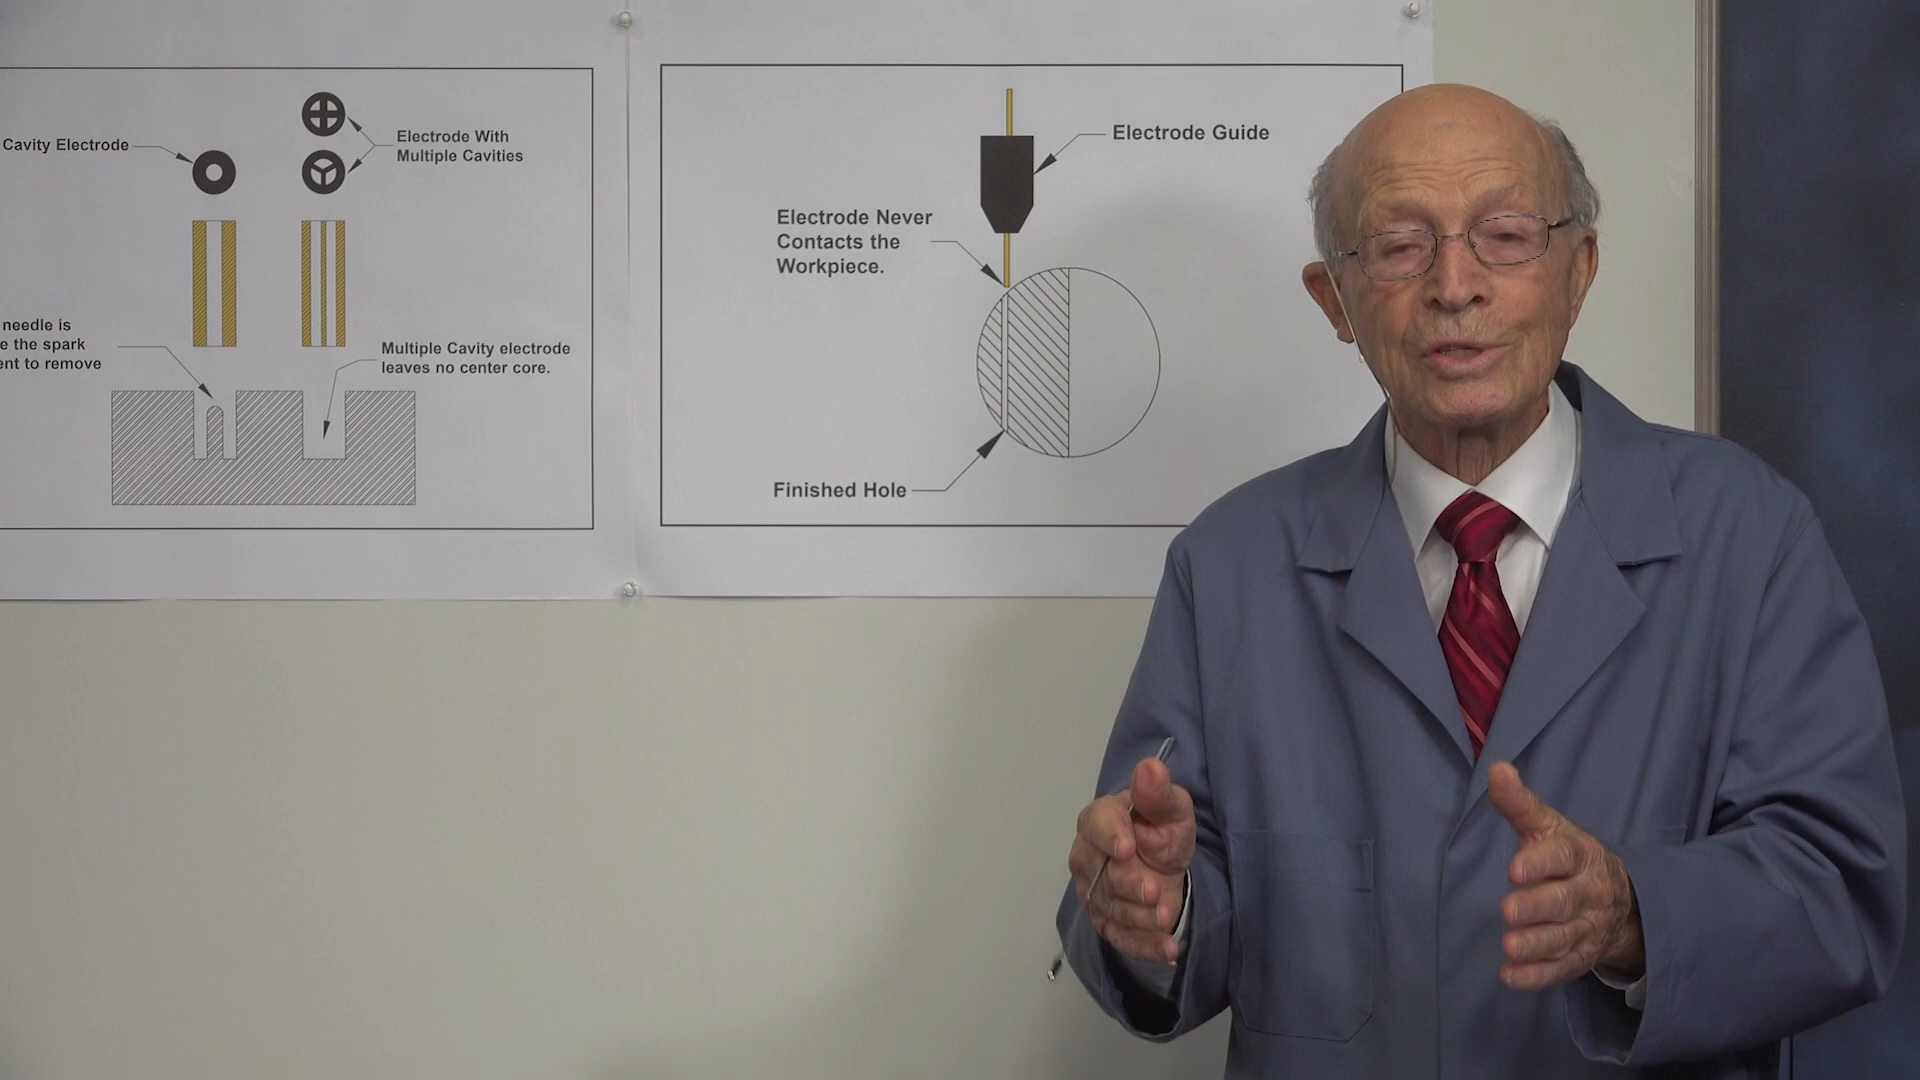 Cavity Electrode
Electrode With
Multiple Cavities
needle is
e the spark
ent to remove
Multiple Cavity electrode
leaves no center core.
Electrode Guide
Electrode Never
Contacts the
Workpiece.
Finished Hole